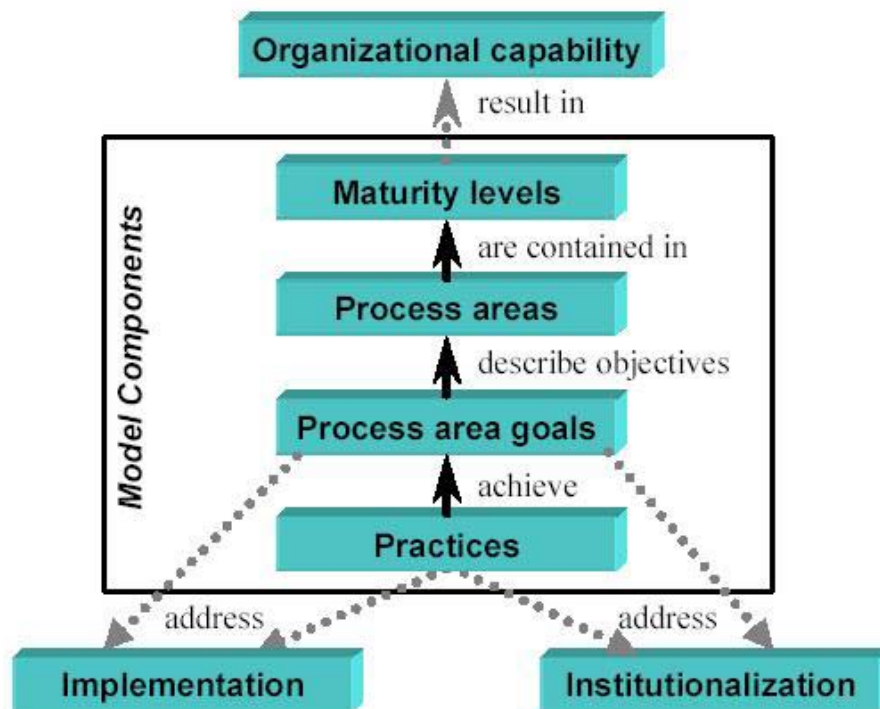 Organizational capability
result in
Model Components
Maturity levels
are contained in
Process areas
describe objectives
Process area goals
achieve
Practices
address
address
Implementation
Institutionalization